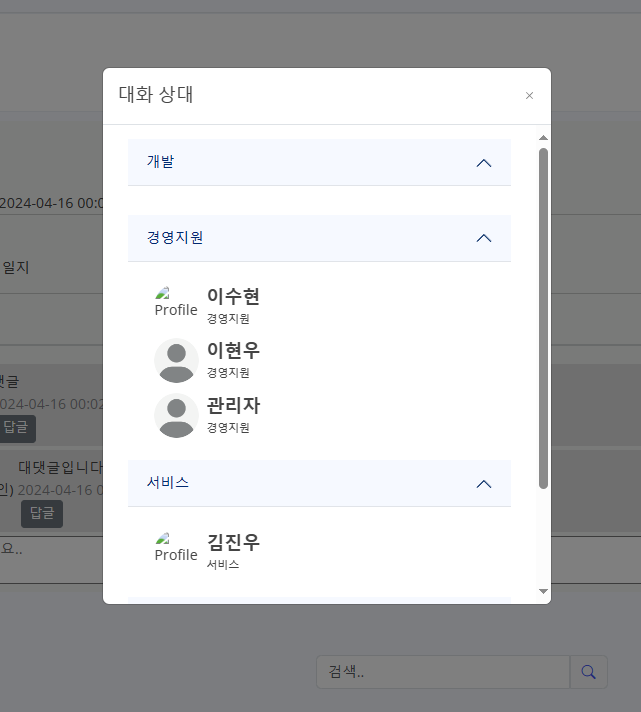 대화 상대
×
개발
경영지원
2024-04-16 00:0
일지
Profile
이수현
경영지원
이현우
경영지원
댓글
024-04-16 00:02
답글
관리자
경영지원
대댓글입니다
인) 2024-04-16 0
답글
서비스
요..
Profile
김진우
서비스
검색..